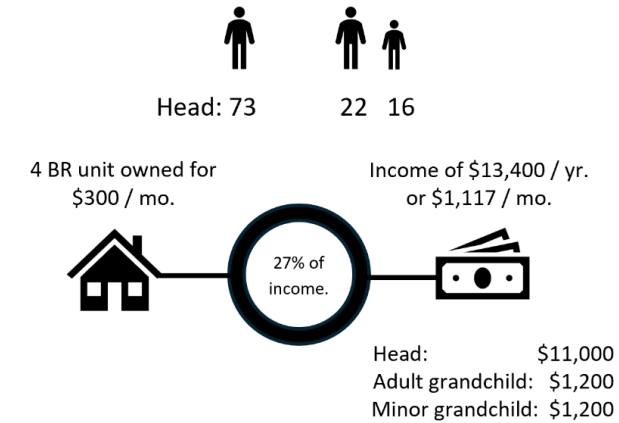 Head: 73
22 16
4 BR unit owned for
$300 / mo.
Income of $13,400 / yr.
or $1,117 / mo.
27% of
income.
Head: $11,000
Adult grandchild: $1,200
Minor grandchild: $1,200